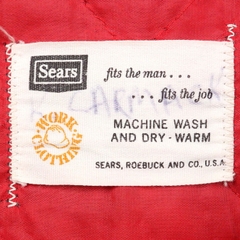 Sears
fits the man...
...fits the job
WORK
CLOTHING
MACHINE WASH
AND DRY - WARM
SEARS, ROEBUCK AND CO., U.S.A.